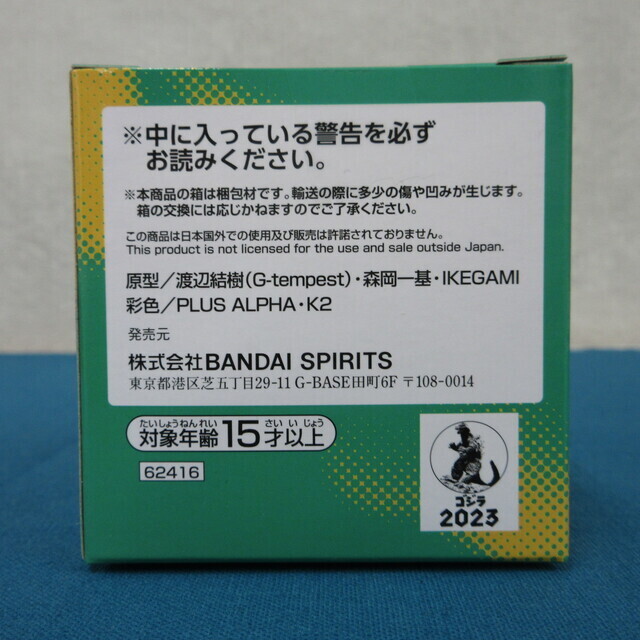 ※中に入っている警告を必ず
お読みください。
※本商品の箱は梱包材です。輸送の際に多少の傷や凹みが生じます。
箱の交換には応じかねますのでご了承ください。
この商品は日本国外での使用及び販売は許諾されておりません。
This product is not licensed for the use and sale outside Japan.
原型／渡辺結樹(G-tempest)・森岡一基・IKEGAMI
彩色／PLUS ALPHA・K2
発売元
株式会社BANDAI SPIRITS
東京都港区芝五丁目29-11 G-BASE田町6F 〒108-0014
たいしょうねんれい さい いじょう
対象年齢15才以上
62416
ゴジラ
2023